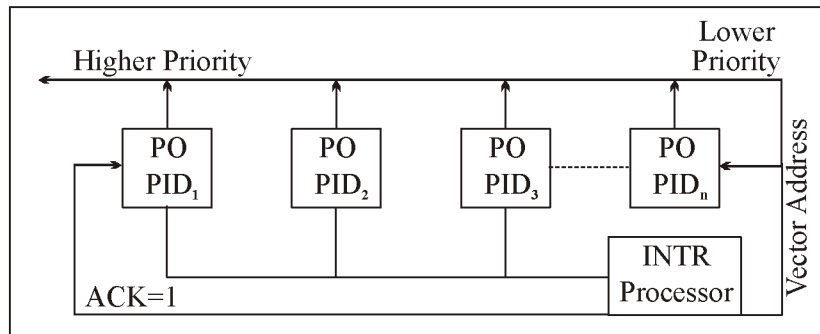 Higher Priority
Lower
Priority
PO
PID₁
PO
PID₂
PO
PID₃
PO
PIDₙ
Vector Address
INTR
Processor
ACK=1